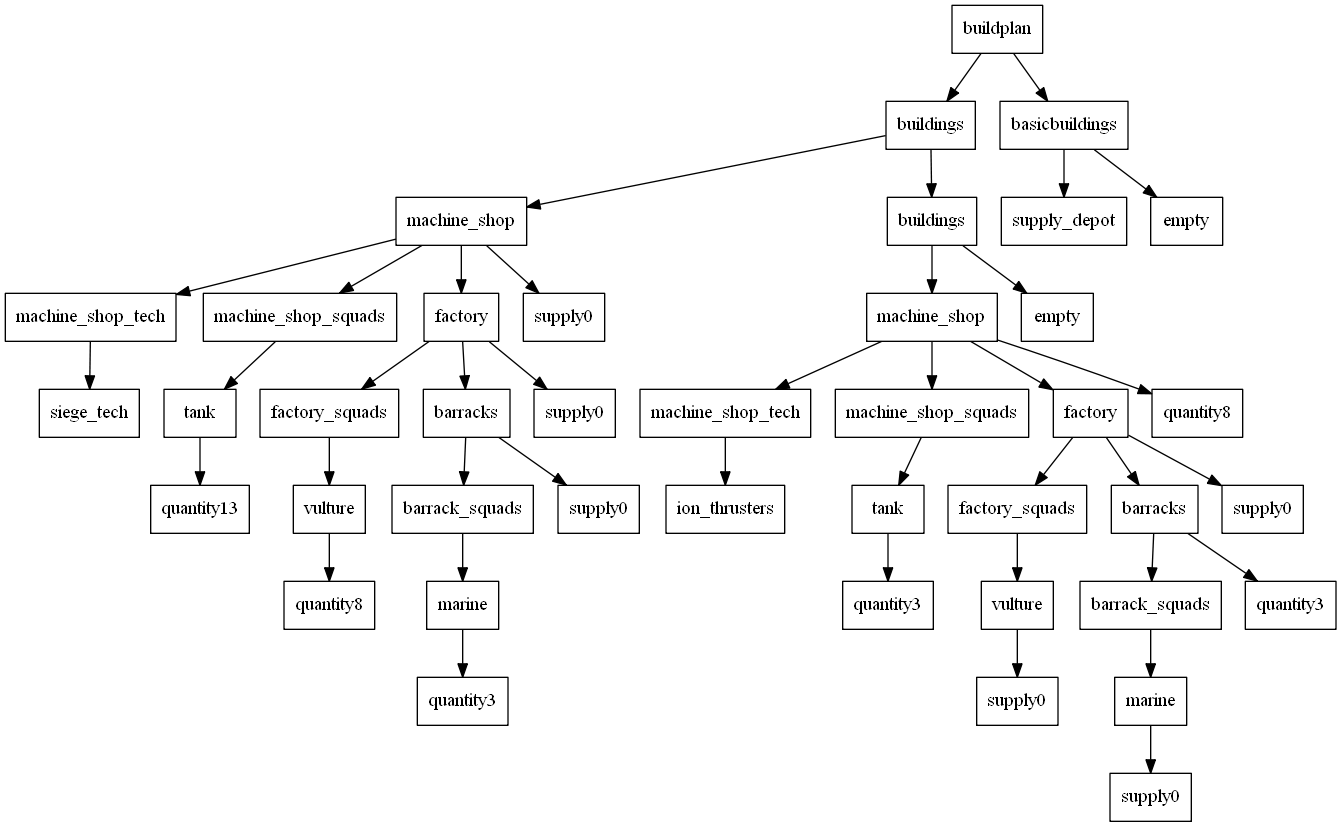 buildplan
buildings
basicbuildings
machine_shop
buildings
supply_depot
empty
machine_shop_tech
machine_shop_squads
factory
supply0
machine_shop
empty
siege_tech
tank
factory_squads
barracks
supply0
machine_shop_tech
machine_shop_squads
factory
quantity8
quantity13
vulture
barrack_squads
supply0
ion_thrusters
tank
factory_squads
barracks
supply0
quantity8
marine
quantity3
vulture
barrack_squads
quantity3
quantity3
supply0
marine
supply0